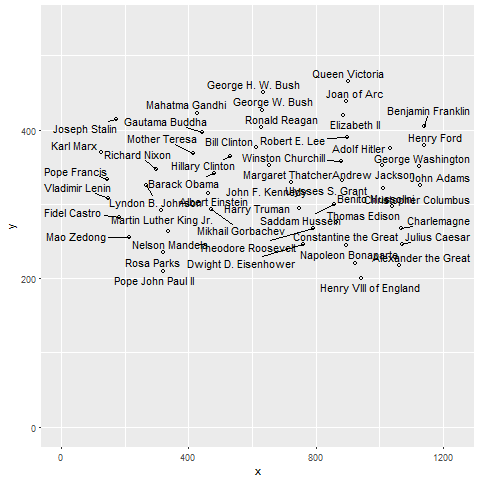 Queen Victoria
George H. W. Bush
Joan of Arc
Mahatma Gandhi
George W. Bush
Benjamin Franklin
Gautama Buddha
Ronald Reagan
Elizabeth II
Joseph Stalin
400
Mother Teresa
Bill Clinton
Robert E. Lee
Henry Ford
Karl Marx
Richard Nixon
Adolf Hitler
Winston Churchill
George Washington
Hillary Clinton
Pope Francis
Margaret Thatcher
Andrew Jackson
John Adams
Vladimir Lenin
Barack Obama
John F. Kennedy
Ulysses S. Grant
Benito Mussolini
Christopher Columbus
Lyndon B. Johnson
Albert Einstein
Harry Truman
Fidel Castro
Martin Luther King Jr.
Saddam Hussein
Thomas Edison
Charlemagne
Mikhail Gorbachev
Mao Zedong
Nelson Mandela
Theodore Roosevelt
Constantine the Great
Julius Caesar
Rosa Parks
Dwight D. Eisenhower
Napoleon Bonaparte
Alexander the Great
Pope John Paul II
Henry VIII of England
200
0
y
0
400
800
1200
x